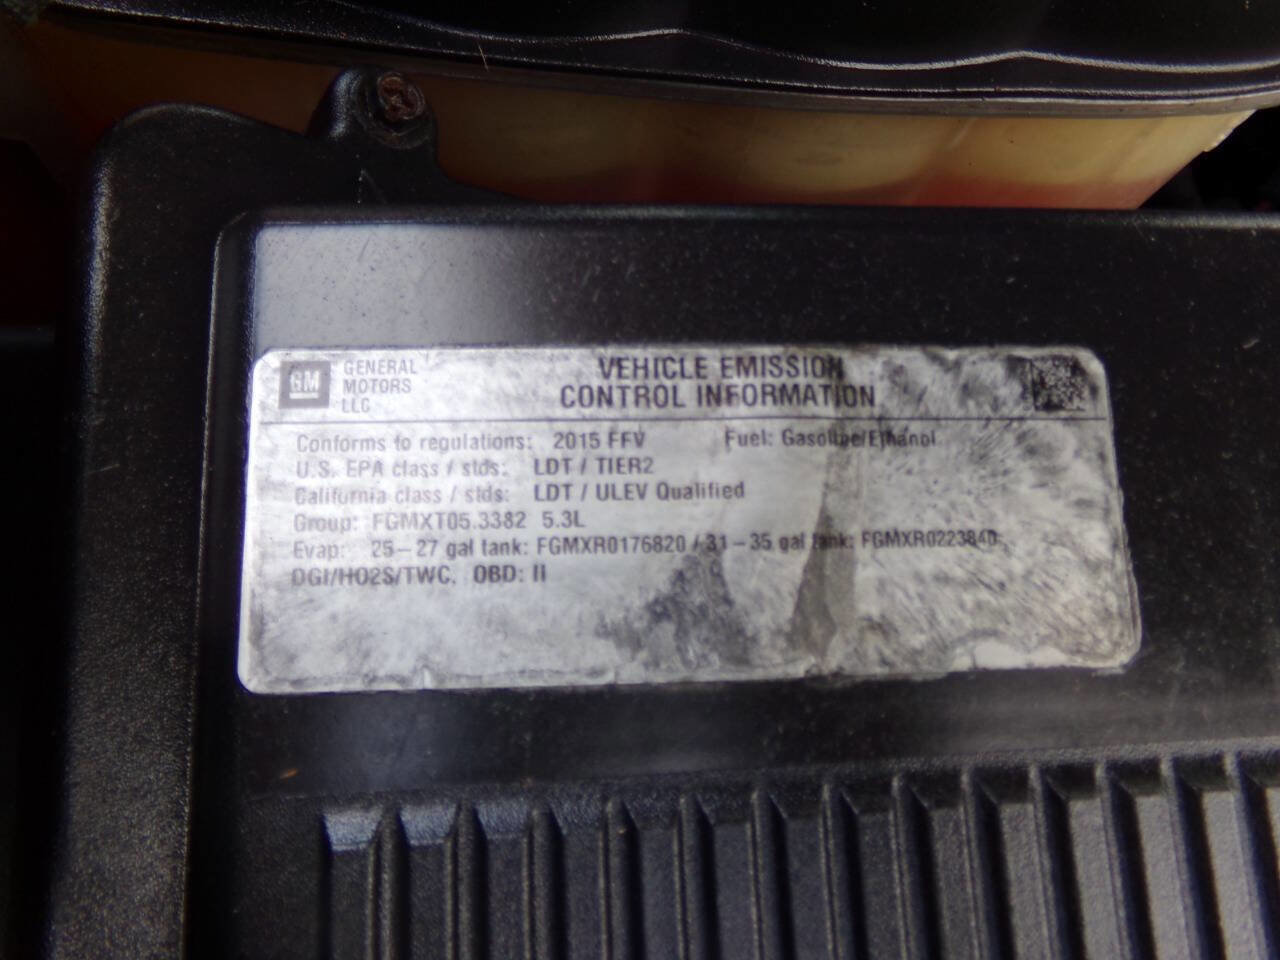 GM GENERAL MOTORS LLC
VEHICLE EMISSION
CONTROL INFORMATION
Conforms to regulations: 2015 FFV Fuel: Gasoline/Ethanol
U.S. EPA class / stds: LDT / TIER2
California class / stds: LDT / ULEV Qualified
Group: FGMXT05.3382 5.3L
Evap: 25-27 gal tank: FGMXR0176820 / 31-35 gal tank: FGMXR0223840
DGI/HO2S/TWC. OBD: II